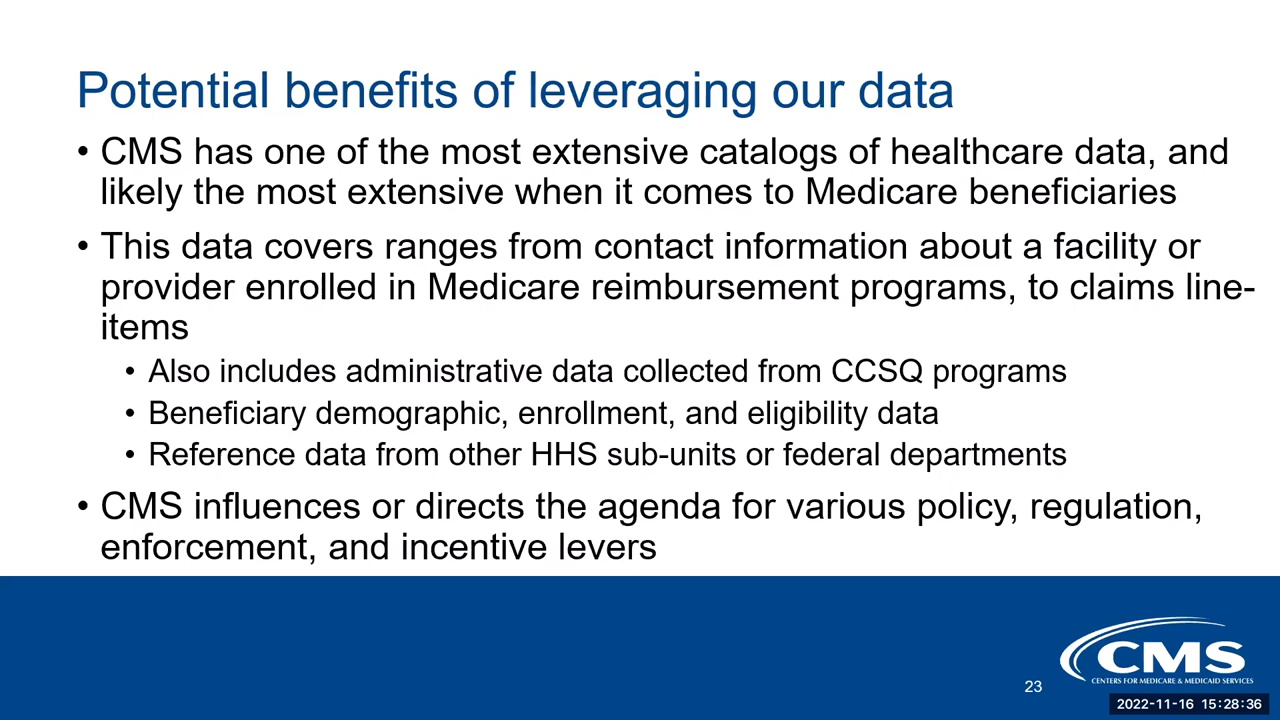 Potential benefits of leveraging our data
• CMS has one of the most extensive catalogs of healthcare data, and
likely the most extensive when it comes to Medicare beneficiaries
• This data covers ranges from contact information about a facility or
provider enrolled in Medicare reimbursement programs, to claims line-
items
• Also includes administrative data collected from CCSQ programs
• Beneficiary demographic, enrollment, and eligibility data
• Reference data from other HHS sub-units or federal departments
• CMS influences or directs the agenda for various policy, regulation,
enforcement, and incentive levers
CMS
CENTERS FOR MEDICARE & MEDICAID SERVICES
23
2022-11-16 15:28:36